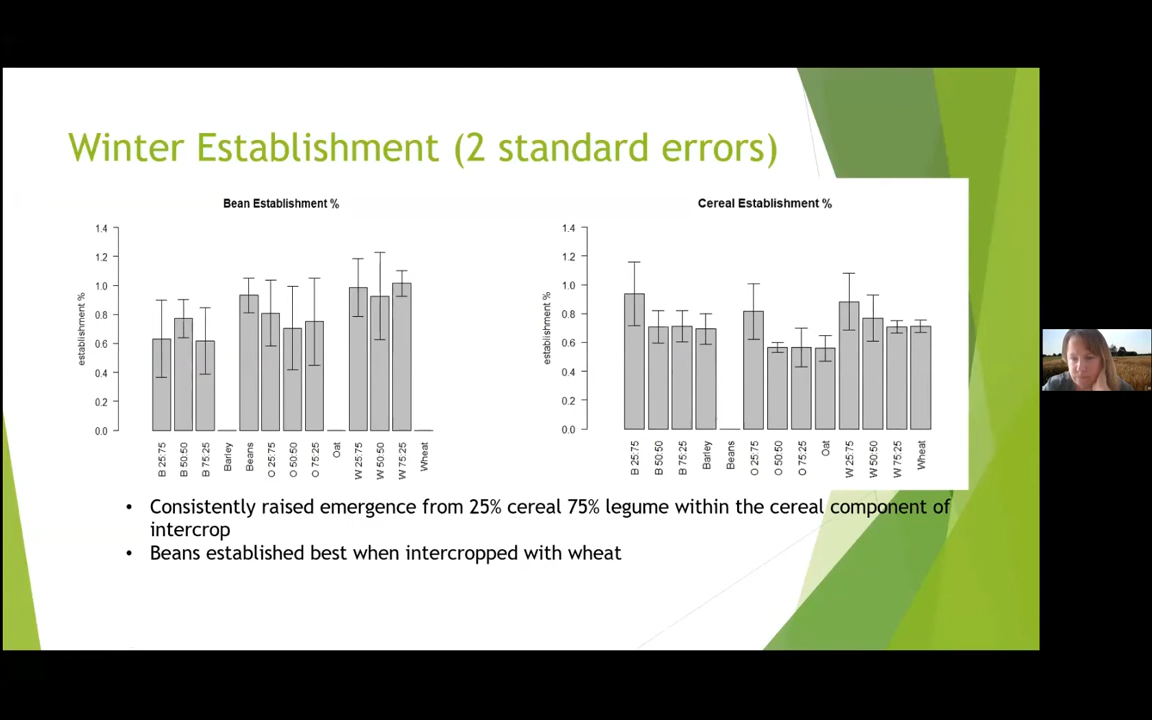 Winter Establishment (2 standard errors)
Bean Establishment %
establishment %
1.4
1.2
1.0
0.8
0.6
0.4
0.2
0.0
B 25:75
B 50:50
B 75:25
Barley
Beans
O 25:75
O 50:50
O 75:25
Oat
W 25:75
W 50:50
W 75:25
Wheat
Cereal Establishment %
establishment %
1.4
1.2
1.0
0.8
0.6
0.4
0.2
0.0
B 25:75
B 50:50
B 75:25
Barley
Beans
O 25:75
O 50:50
O 75:25
Oat
W 25:75
W 50:50
W 75:25
Wheat
• Consistently raised emergence from 25% cereal 75% legume within the cereal component of
intercrop
• Beans established best when intercropped with wheat